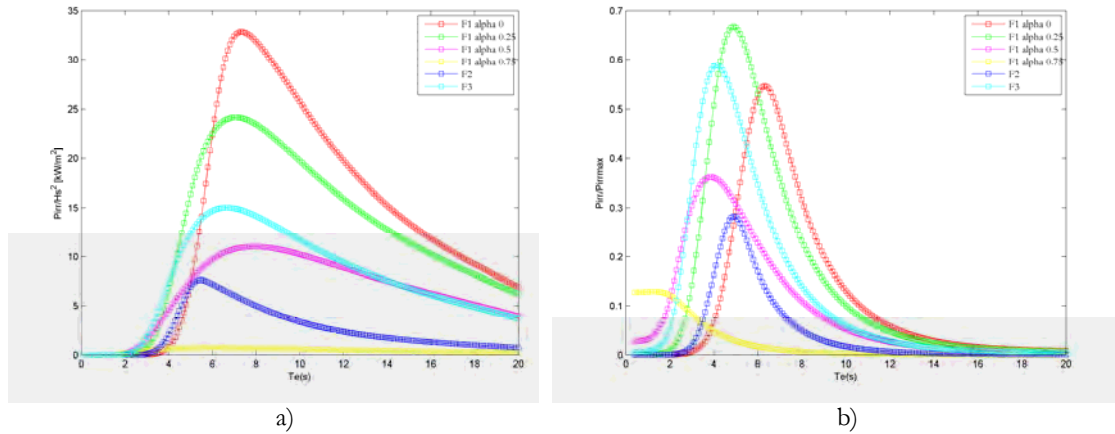 35
30
25
20
15
10
5
0
Pirr/Hs² [kW/m²]
0 2 4 6 8 10 12 14 16 18 20
Te(s)
F1 alpha 0
F1 alpha 0.25
F1 alpha 0.5
F1 alpha 0.75
F2
F3
a)
0.7
0.6
0.5
0.4
0.3
0.2
0.1
0
Pirr/Pirrmax
0 2 4 6 8 10 12 14 16 18 20
Te(s)
F1 alpha 0
F1 alpha 0.25
F1 alpha 0.5
F1 alpha 0.75
F2
F3
b)